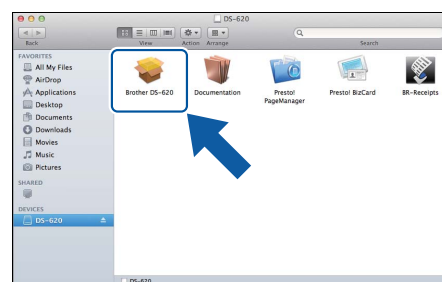 DS-620
Back
View
Action
Arrange
Search
FAVORITES
All My Files
AirDrop
Applications
Desktop
Documents
Downloads
Movies
Music
Pictures
SHARED
DEVICES
DS-620
Brother DS-620
Documentation
Presto!
PageManager
Presto! BizCard
BR-Receipts
DS-620